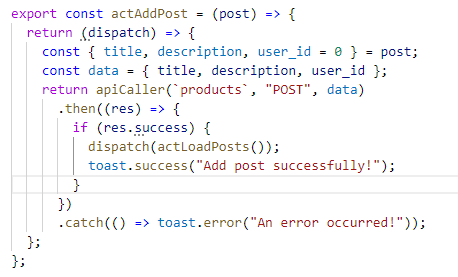 export const actAddPost = (post) => {
  return (dispatch) => {
    const { title, description, user_id = 0 } = post;
    const data = { title, description, user_id };
    return apiCaller(`products`, "POST", data)
      .then((res) => {
        if (res.success) {
          dispatch(actLoadPosts());
          toast.success("Add post successfully!");
        }
      })
      .catch(() => toast.error("An error occurred!"));
  };
};